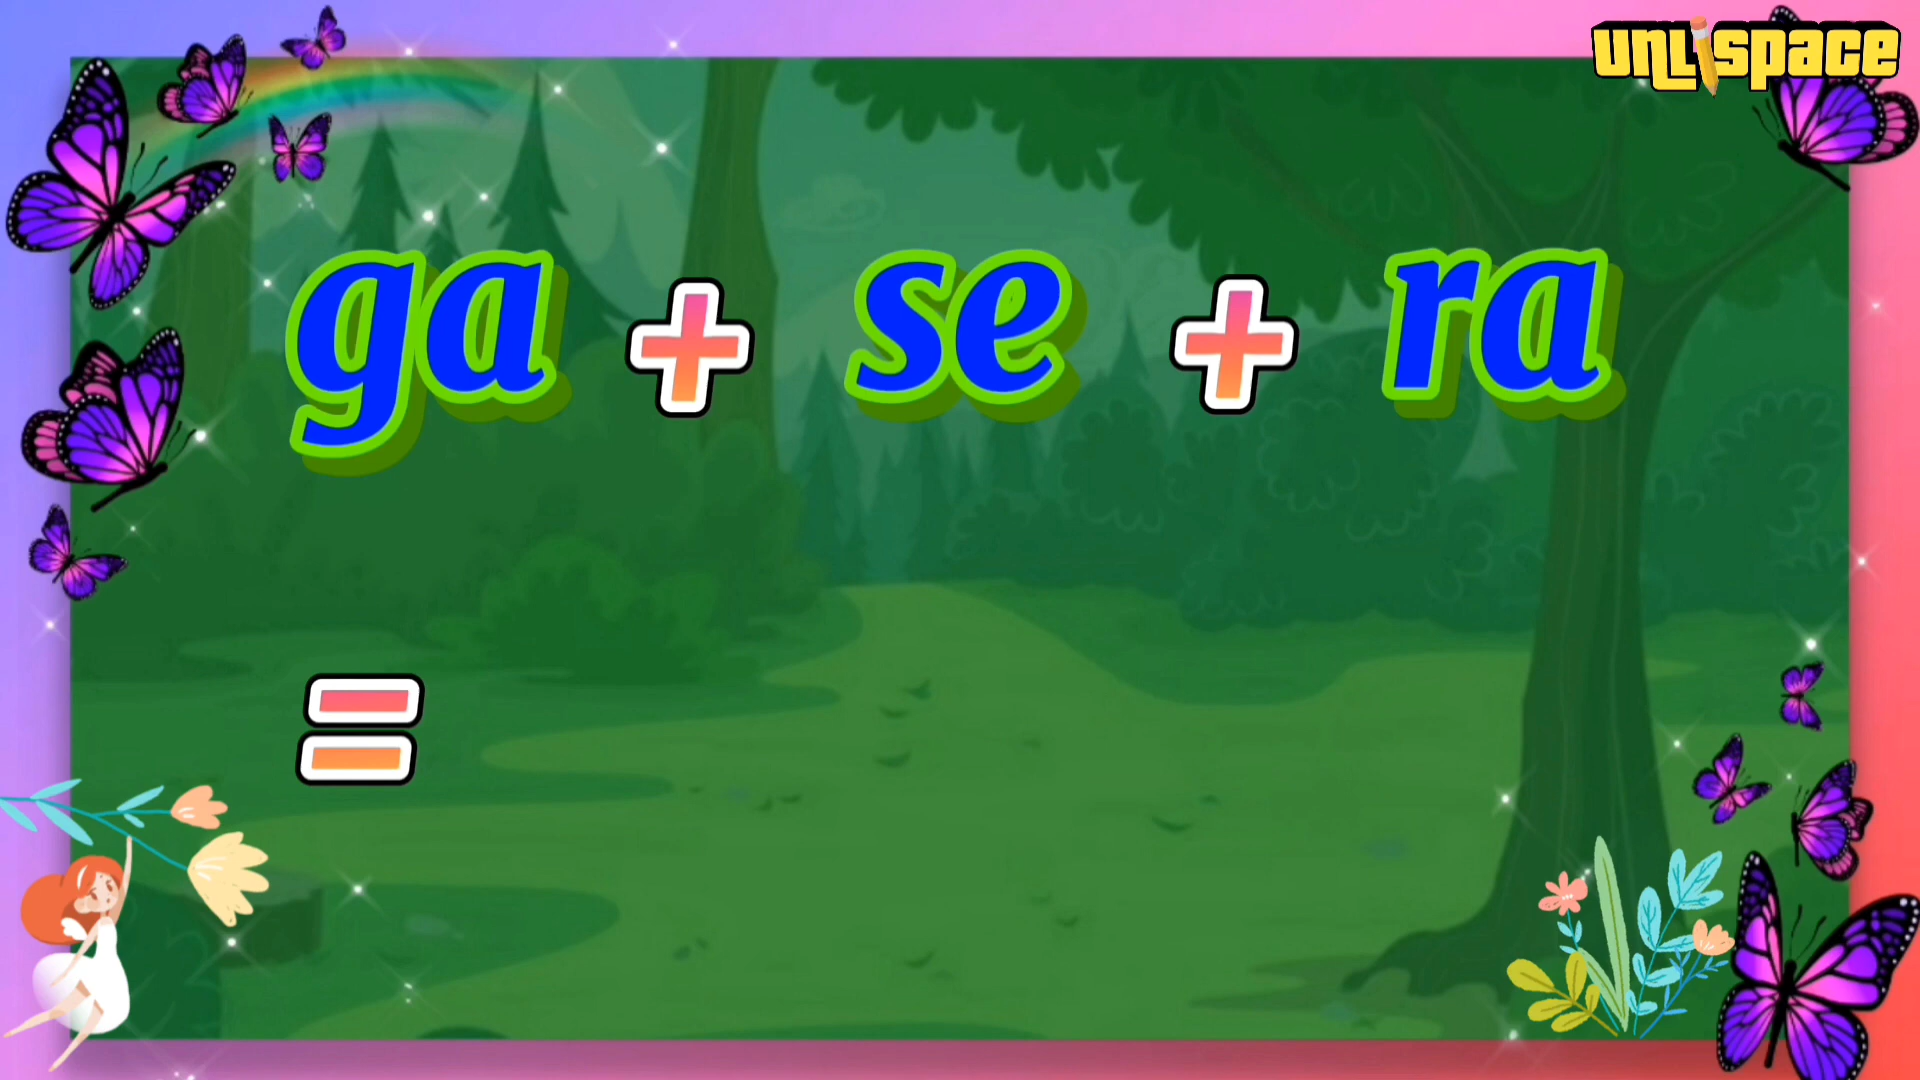 UNLISPACE
ga + se + ra
=